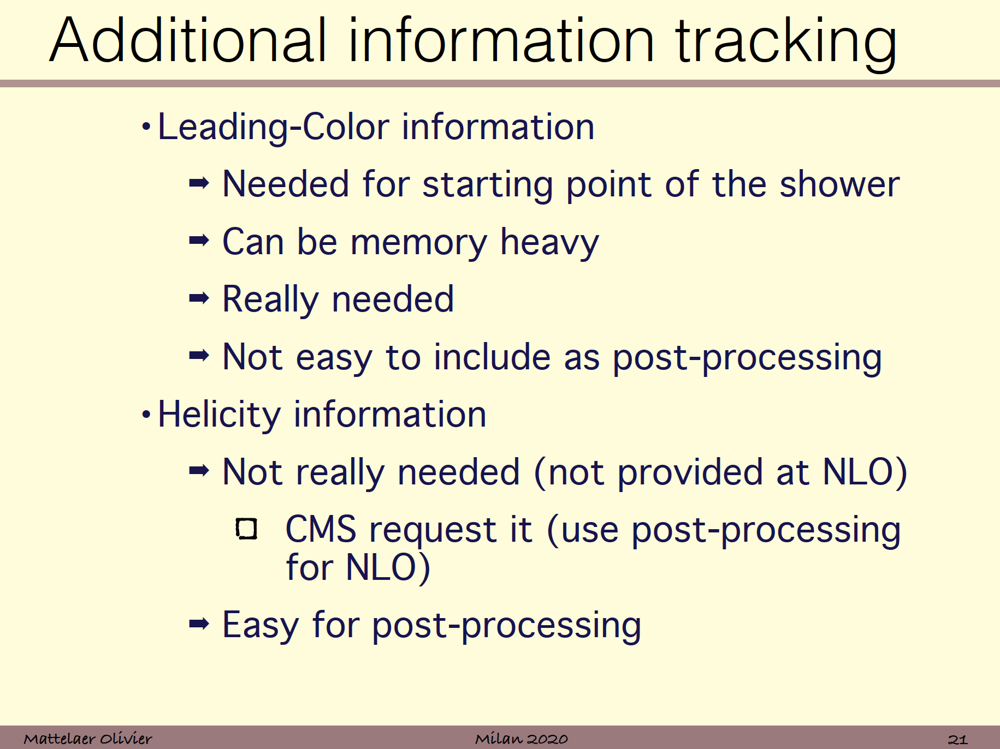 Additional information tracking
• Leading-Color information
➡ Needed for starting point of the shower
➡ Can be memory heavy
➡ Really needed
➡ Not easy to include as post-processing
• Helicity information
➡ Not really needed (not provided at NLO)
CMS request it (use post-processing
for NLO)
➡ Easy for post-processing
Mattelaer Olivier
Milan 2020
21